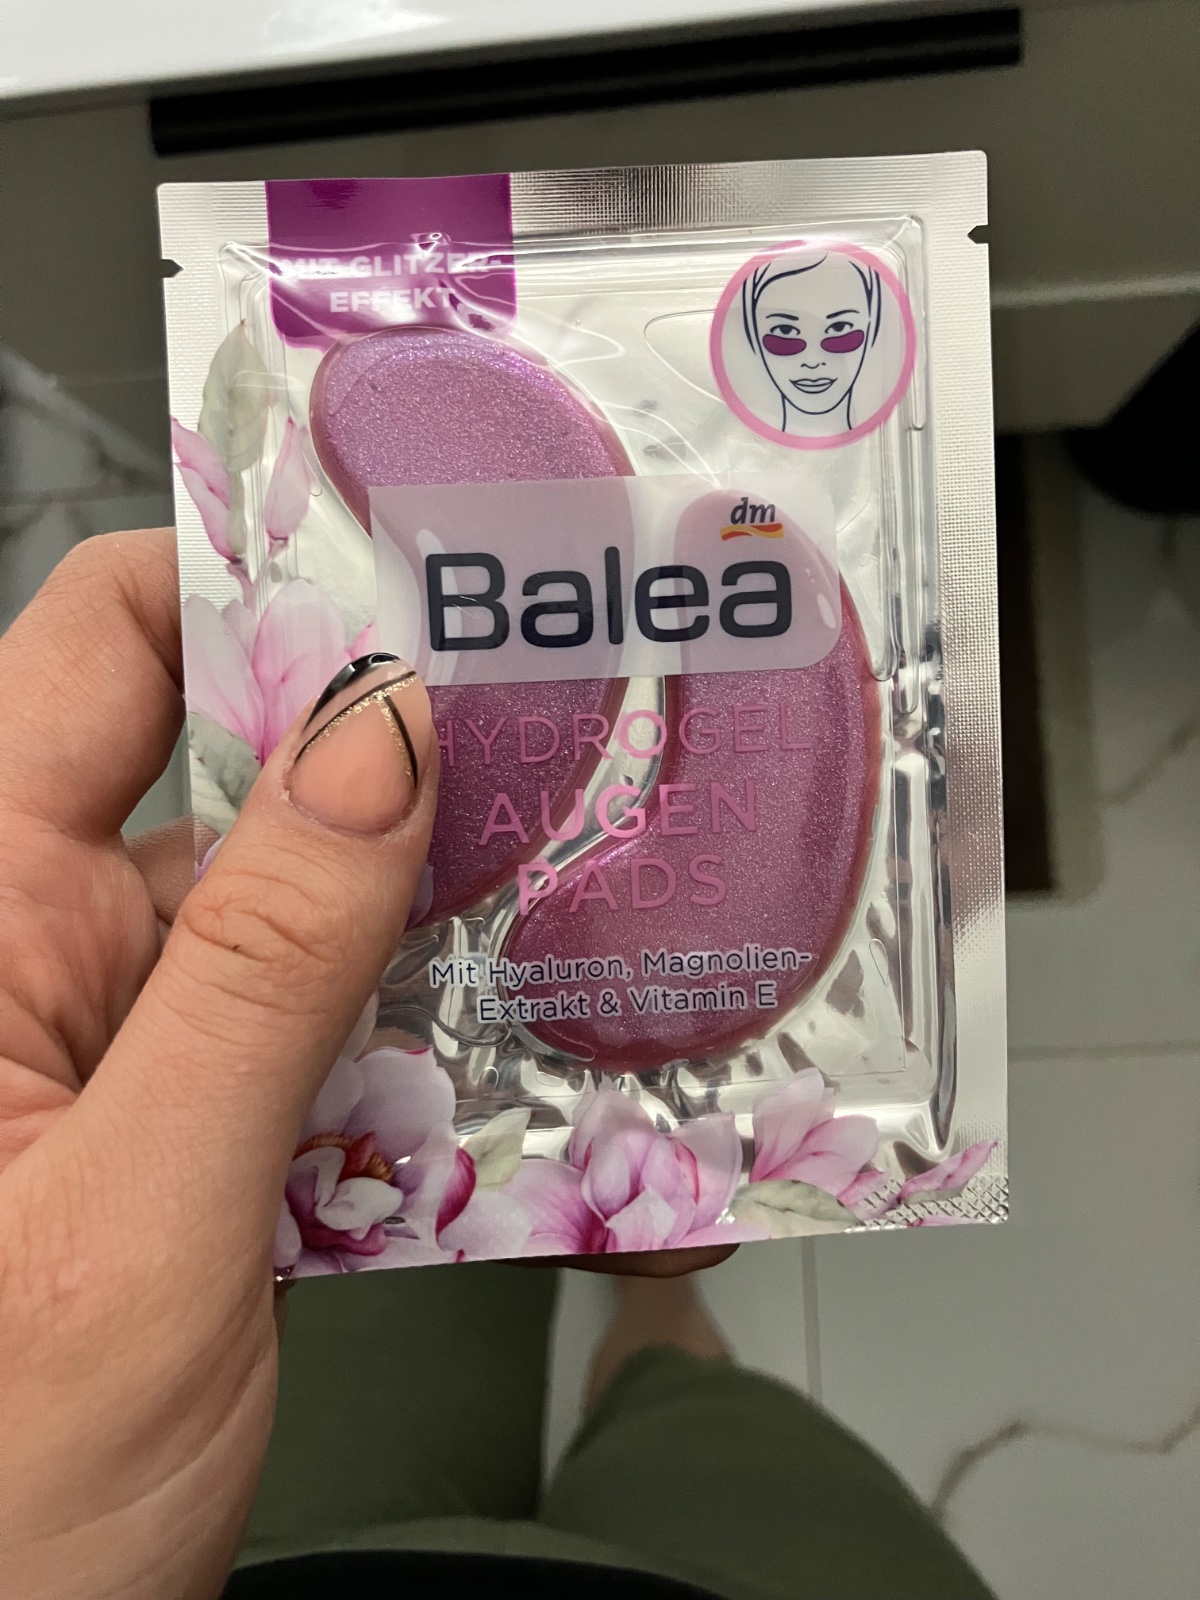 MIT GLITZER-
EFFEKT
dm
Balea
HYDROGEL
AUGEN
PADS
Mit Hyaluron, Magnolien-
Extrakt & Vitamin E